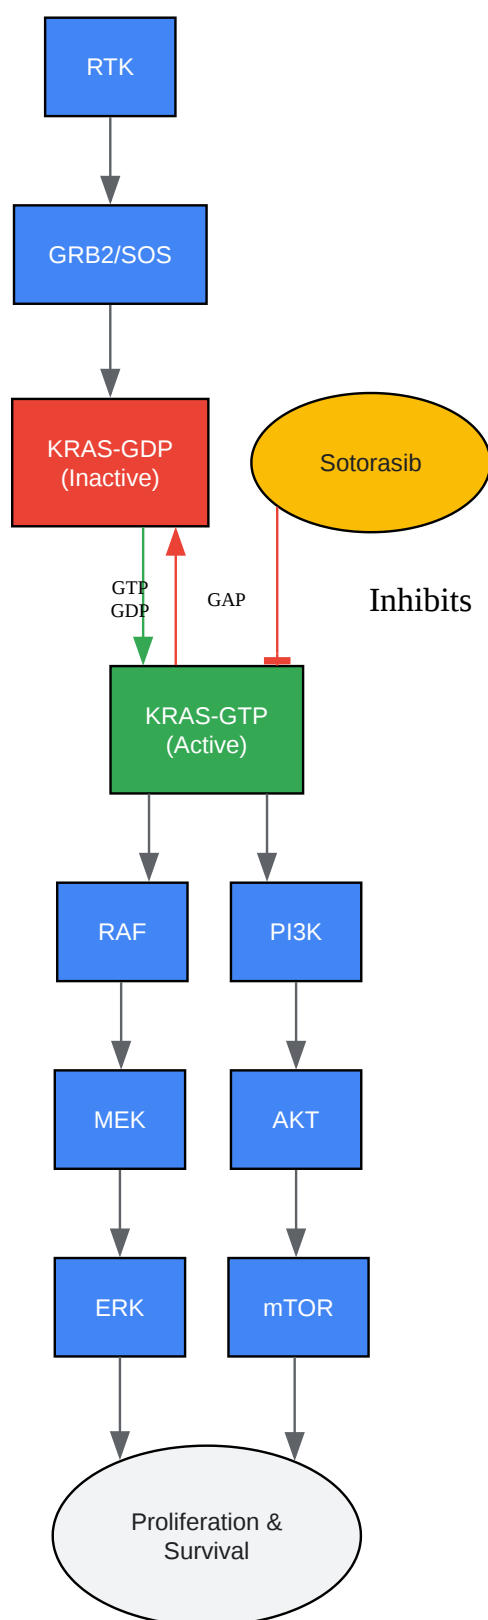 RTK
GRB2/SOS
KRAS-GDP
(Inactive)
Sotorasib
GTP
GDP
GAP
Inhibits
KRAS-GTP
(Active)
RAF
PI3K
MEK
AKT
ERK
mTOR
Proliferation &
Survival